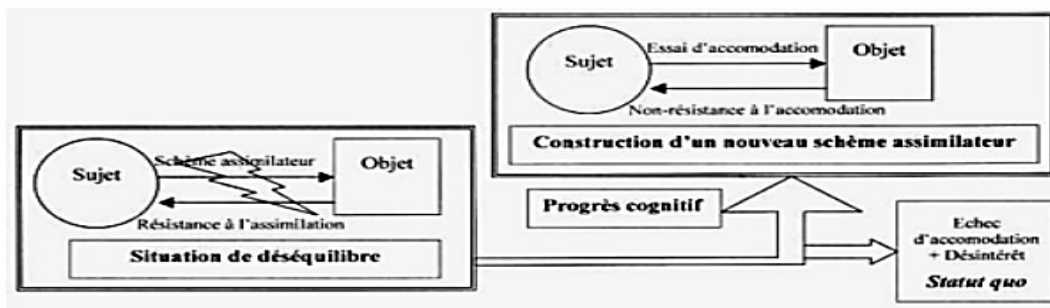 Sujet
Essai d'accomodation
Objet
Non-résistance à l'accomodation
Construction d'un nouveau schème assimilateur
Sujet
Schème assimilateur
Objet
Résistance à l'assimilation
Situation de déséquilibre
Progrès cognitif
Echec
d'accomodation
+ Désintérêt
Statut quo